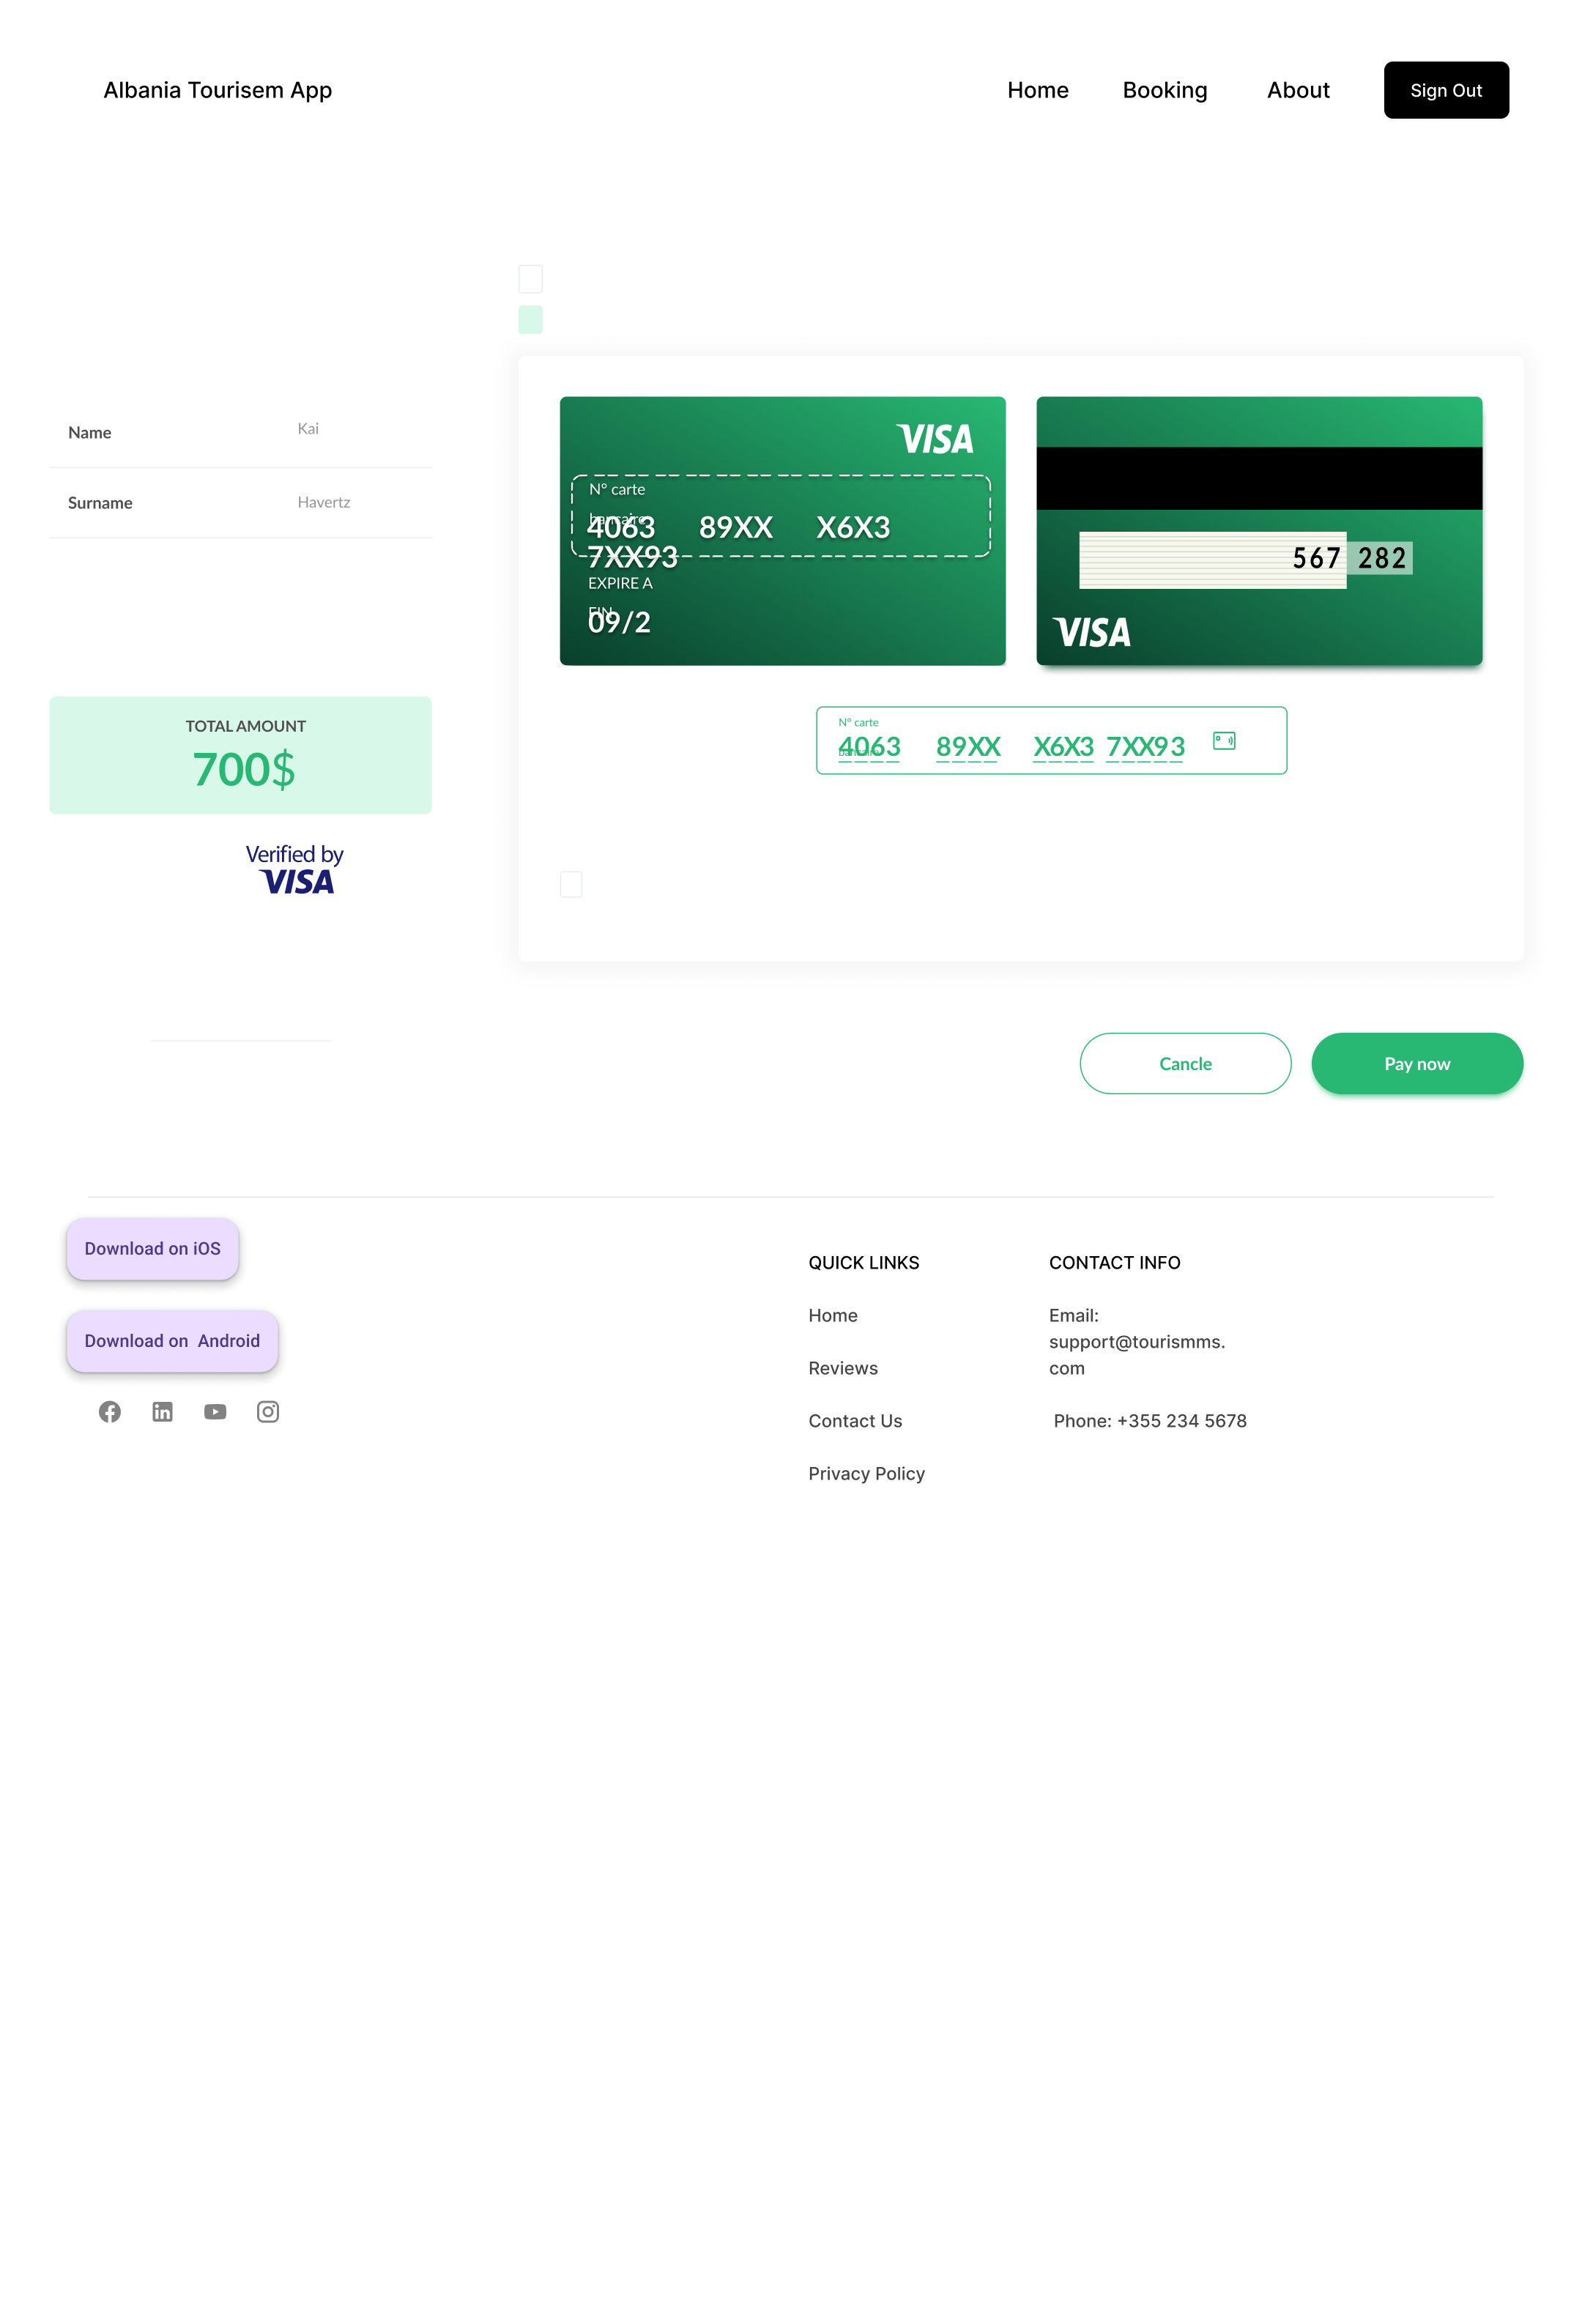 Albania Tourisem App
Home
Booking
About
Sign Out
Name
Kai
Surname
Havertz
TOTAL AMOUNT
700$
Verified by
VISA
VISA
N° carte
bancaire
4063 89XX X6X3
7XX93
EXPIRE A
FIN
09/2
567 282
VISA
N° carte
bancaire
4063 89XX X6X3 7XX93
Cancle
Pay now
Download on iOS
Download on  Android
QUICK LINKS
Home
Reviews
Contact Us
Privacy Policy
CONTACT INFO
Email:
support@tourismms.
com
Phone: +355 234 5678